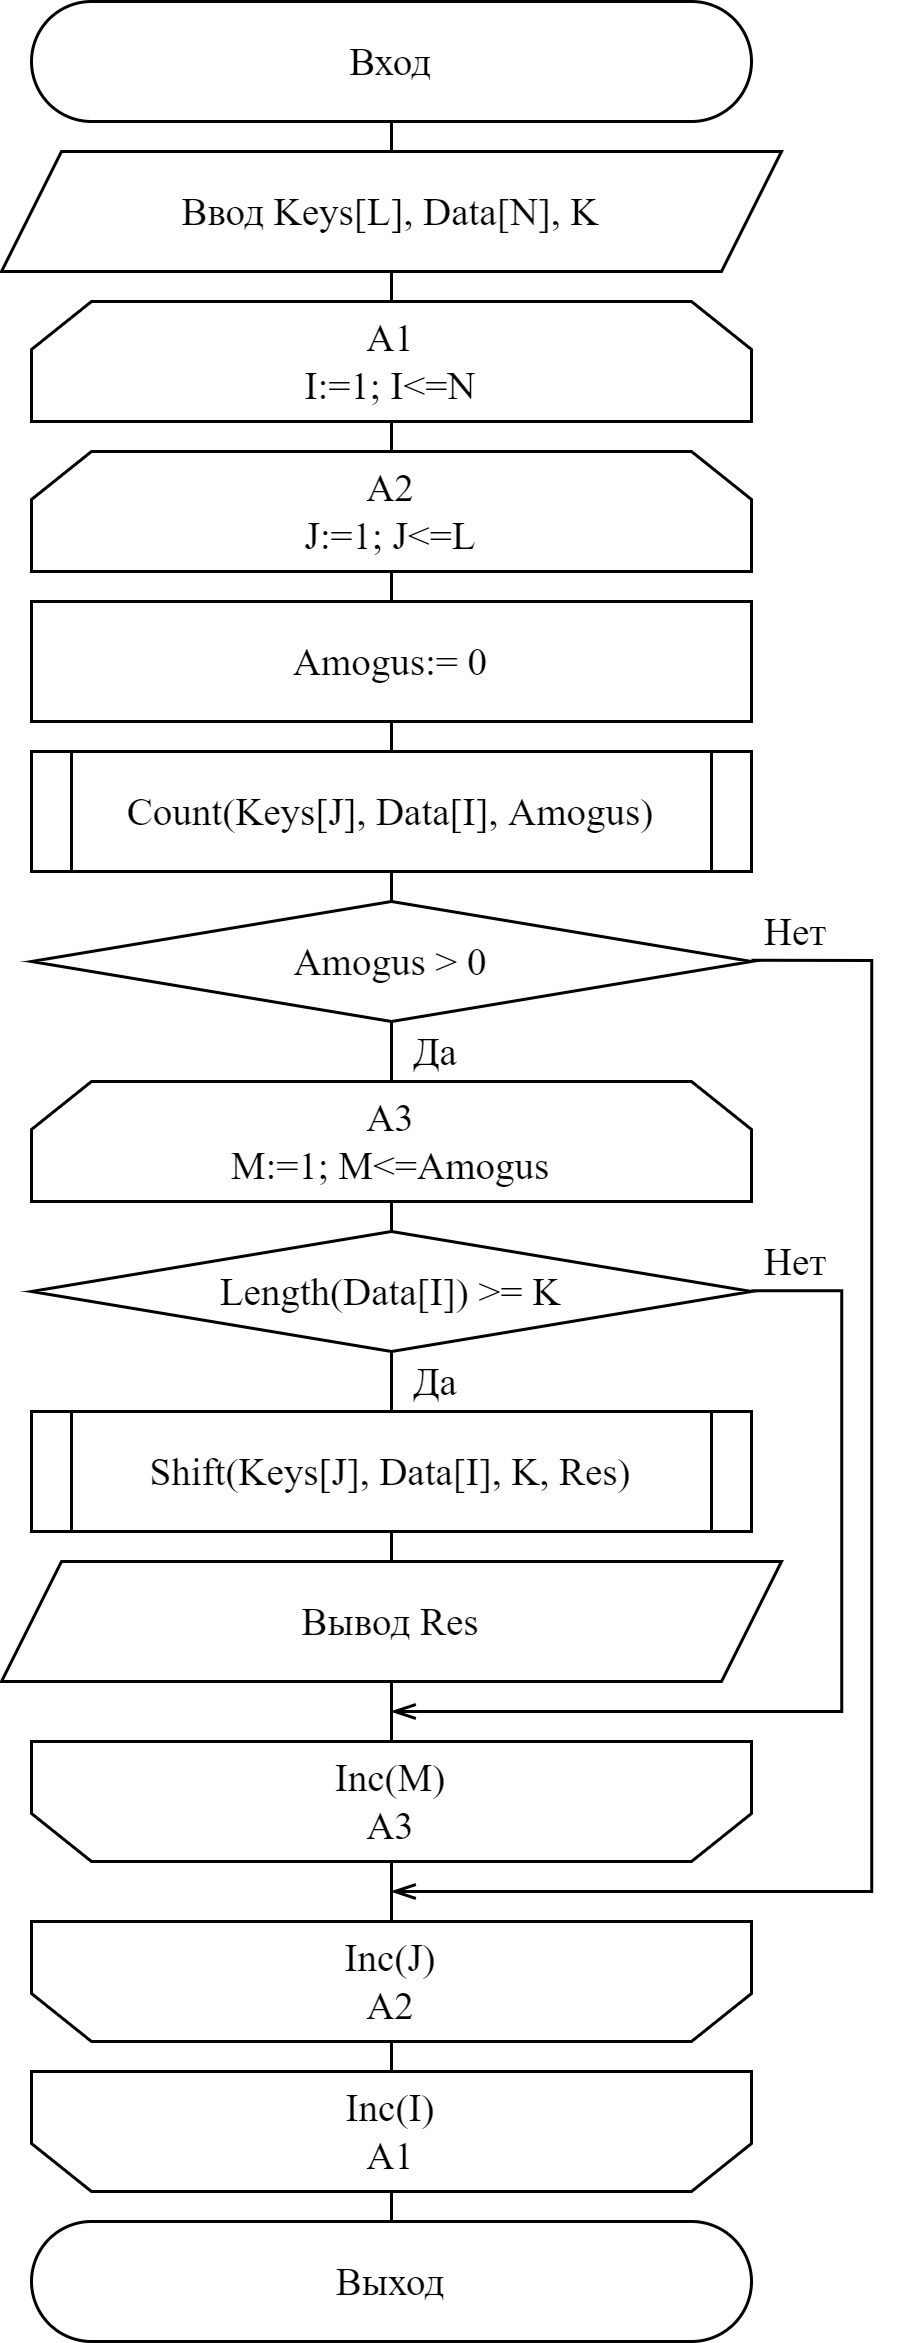 Вход
Ввод Keys[L], Data[N], K
A1
I:=1; I<=N
A2
J:=1; J<=L
Amogus:= 0
Count(Keys[J], Data[I], Amogus)
Amogus > 0
Нет
Да
A3
M:=1; M<=Amogus
Length(Data[I]) >= K
Нет
Да
Shift(Keys[J], Data[I], K, Res)
Вывод Res
Inc(M)
A3
Inc(J)
A2
Inc(I)
A1
Выход